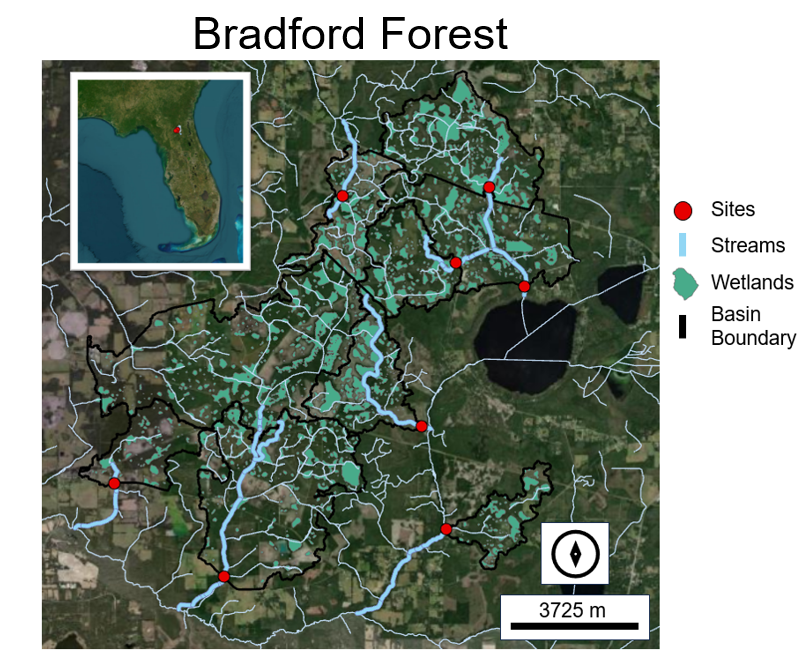 Bradford Forest
Sites
Streams
Wetlands
Basin
Boundary
3725 m